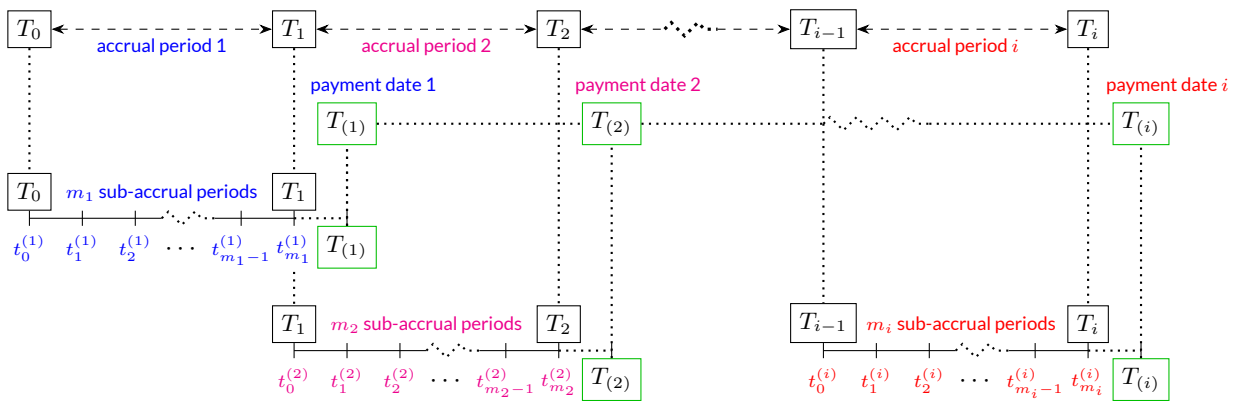 T_0 T_1 T_2 T_{i−1} T_i
accrual period 1 accrual period 2 accrual period i
payment date 1 payment date 2 payment date i
T_{(1)} T_{(2)} T_{(i)}
T_0 m_1 sub-accrual periods T_1
t_0^{(1)} t_1^{(1)} t_2^{(1)} ⋯ t_{m_1−1}^{(1)} t_{m_1}^{(1)} T_{(1)}
T_1 m_2 sub-accrual periods T_2 T_{i−1} m_i sub-accrual periods T_i
t_0^{(2)} t_1^{(2)} t_2^{(2)} ⋯ t_{m_2−1}^{(2)} t_{m_2}^{(2)} T_{(2)} t_0^{(i)} t_1^{(i)} t_2^{(i)} ⋯ t_{m_i−1}^{(i)} t_{m_i}^{(i)} T_{(i)}